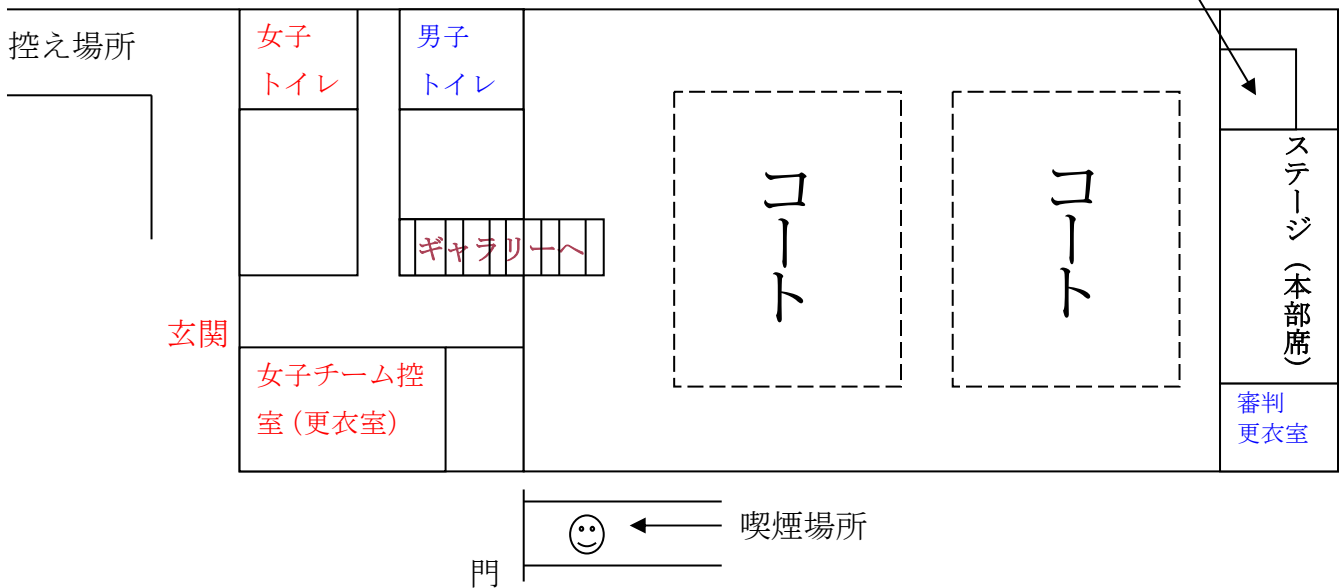 控え場所
女子
トイレ
男子
トイレ
コート
コート
ステージ（本部席）
ギャラリーへ
玄関
女子チーム控
室（更衣室）
審判
更衣室
喫煙場所
門